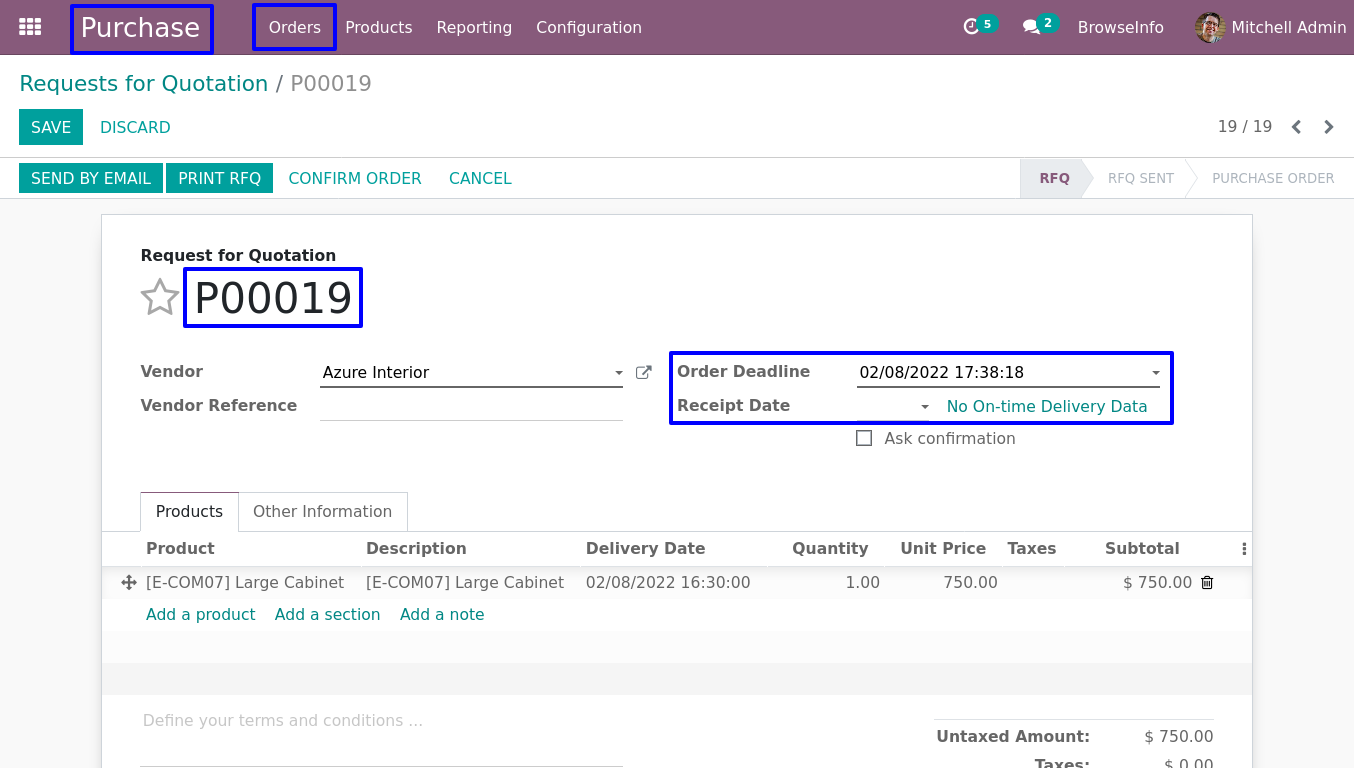 Purchase Orders Products Reporting Configuration 5 2 BrowseInfo Mitchell Admin
Requests for Quotation / P00019
SAVE DISCARD 19 / 19
SEND BY EMAIL PRINT RFQ CONFIRM ORDER CANCEL RFQ RFQ SENT PURCHASE ORDER
Request for Quotation
P00019
Vendor Azure Interior Order Deadline 02/08/2022 17:38:18
Vendor Reference Receipt Date No On-time Delivery Data
Ask confirmation
Products Other Information
Product Description Delivery Date Quantity Unit Price Taxes Subtotal
[E-COM07] Large Cabinet [E-COM07] Large Cabinet 02/08/2022 16:30:00 1.00 750.00 $ 750.00
Add a product Add a section Add a note
Define your terms and conditions ...
Untaxed Amount: $ 750.00
Taxes: $ 0.00